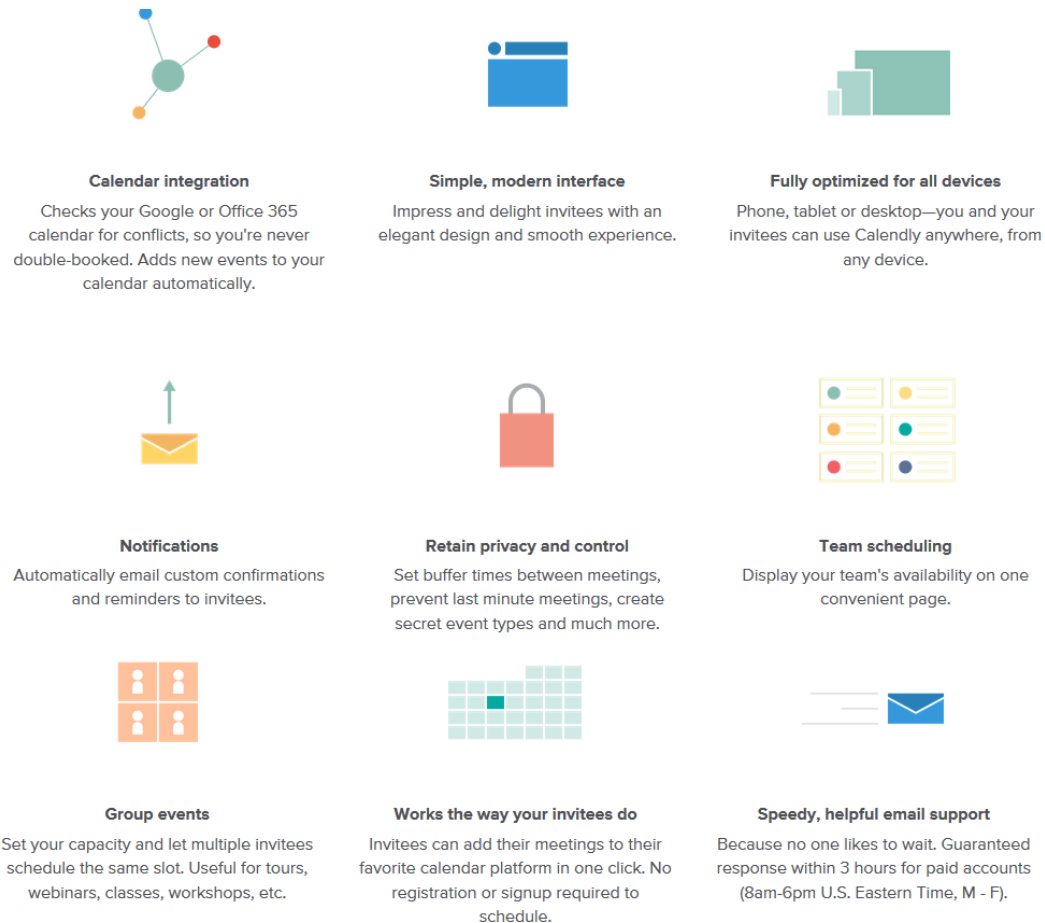 Calendar integration
Checks your Google or Office 365
calendar for conflicts, so you're never
double-booked. Adds new events to your
calendar automatically.
Simple, modern interface
Impress and delight invitees with an
elegant design and smooth experience.
Fully optimized for all devices
Phone, tablet or desktop—you and your
invitees can use Calendly anywhere, from
any device.
Notifications
Automatically email custom confirmations
and reminders to invitees.
Retain privacy and control
Set buffer times between meetings,
prevent last minute meetings, create
secret event types and much more.
Team scheduling
Display your team's availability on one
convenient page.
Group events
Set your capacity and let multiple invitees
schedule the same slot. Useful for tours,
webinars, classes, workshops, etc.
Works the way your invitees do
Invitees can add their meetings to their
favorite calendar platform in one click. No
registration or signup required to
schedule.
Speedy, helpful email support
Because no one likes to wait. Guaranteed
response within 3 hours for paid accounts
(8am-6pm U.S. Eastern Time, M - F).